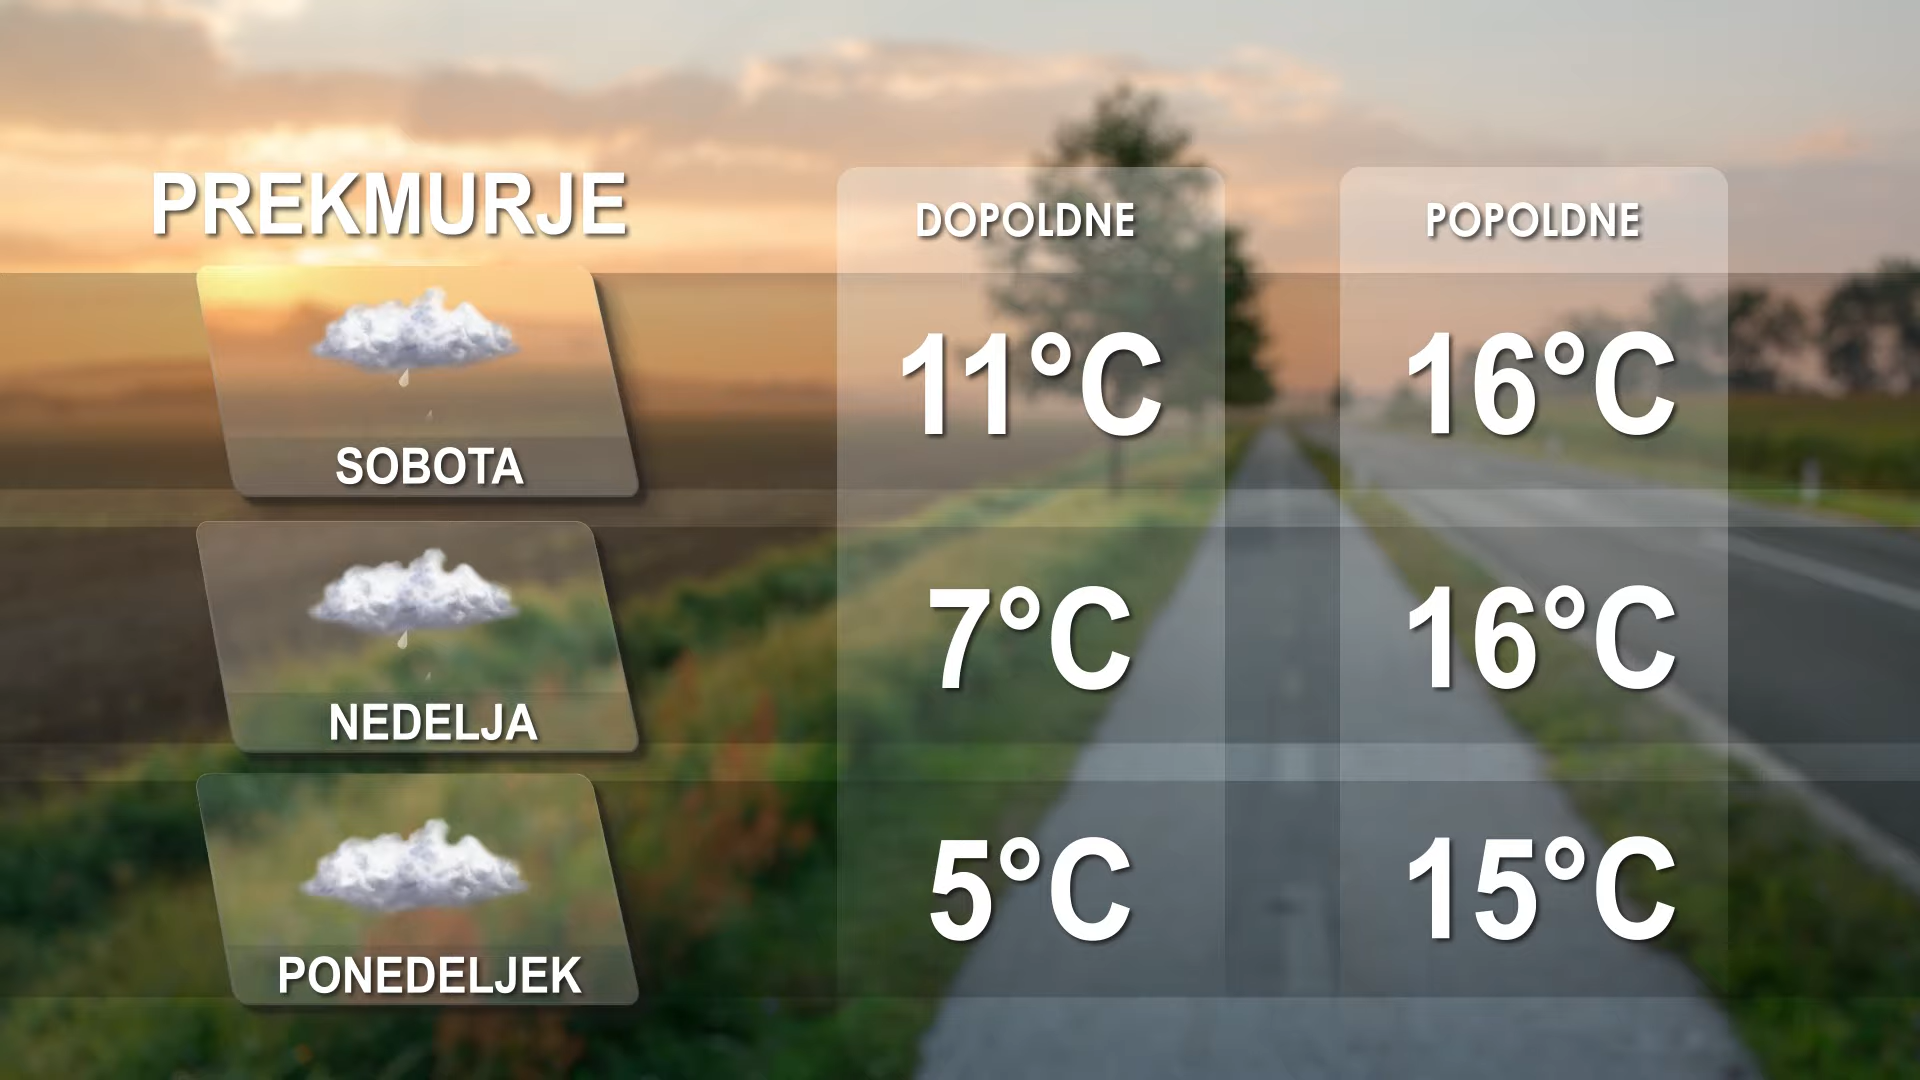 PREKMURJE
DOPOLDNE
POPOLDNE
11°C
16°C
SOBOTA
7°C
16°C
NEDELJA
5°C
15°C
PONEDELJEK